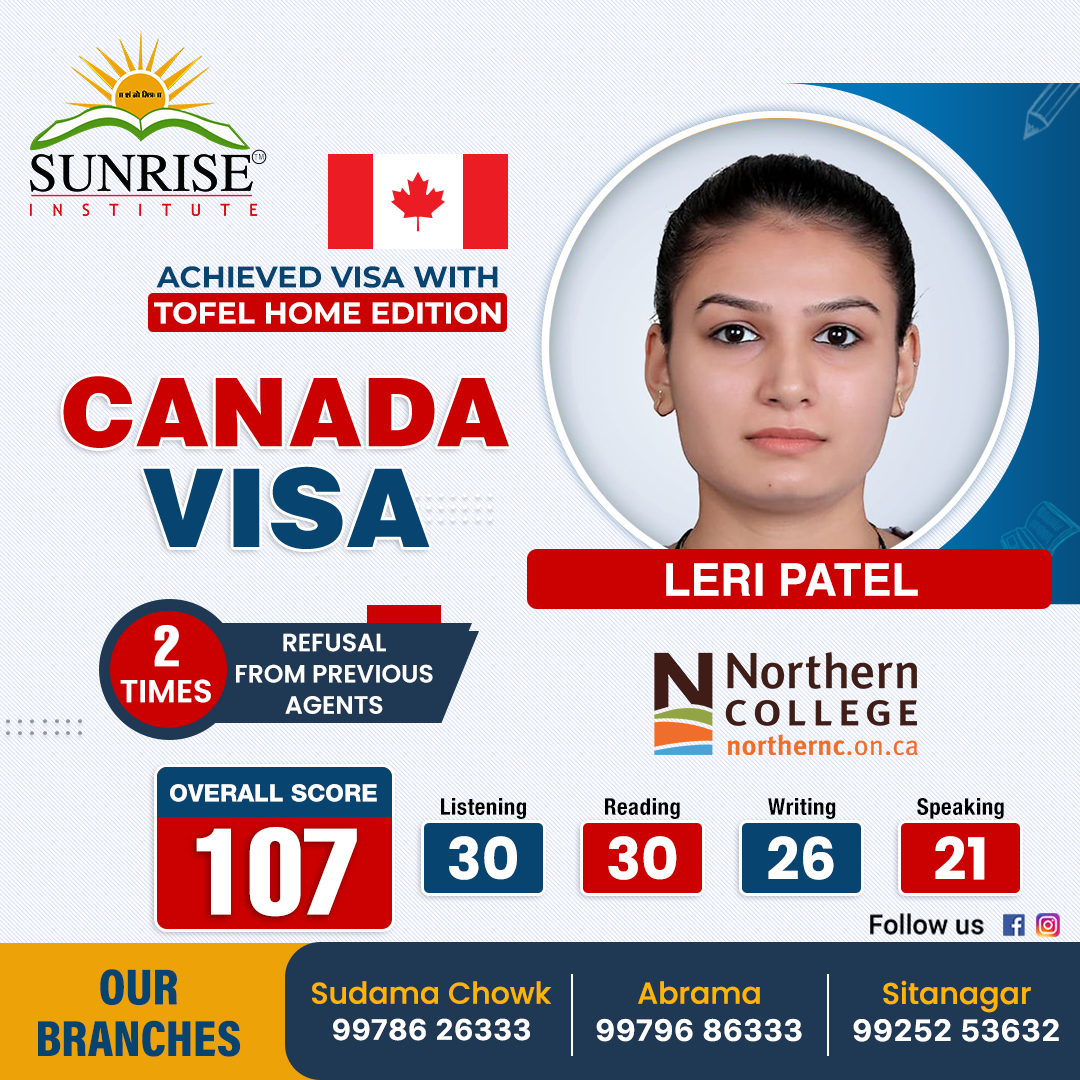 SUNRISE TM
INSTITUTE
ACHIEVED VISA WITH
TOFEL HOME EDITION
CANADA
VISA
LERI PATEL
2
TIMES
REFUSAL
FROM PREVIOUS
AGENTS
N Northern
COLLEGE
northernc.on.ca
OVERALL SCORE
107
Listening
30
Reading
30
Writing
26
Speaking
21
Follow us
OUR
BRANCHES
Sudama Chowk
99786 26333
Abrama
99796 86333
Sitanagar
99252 53632